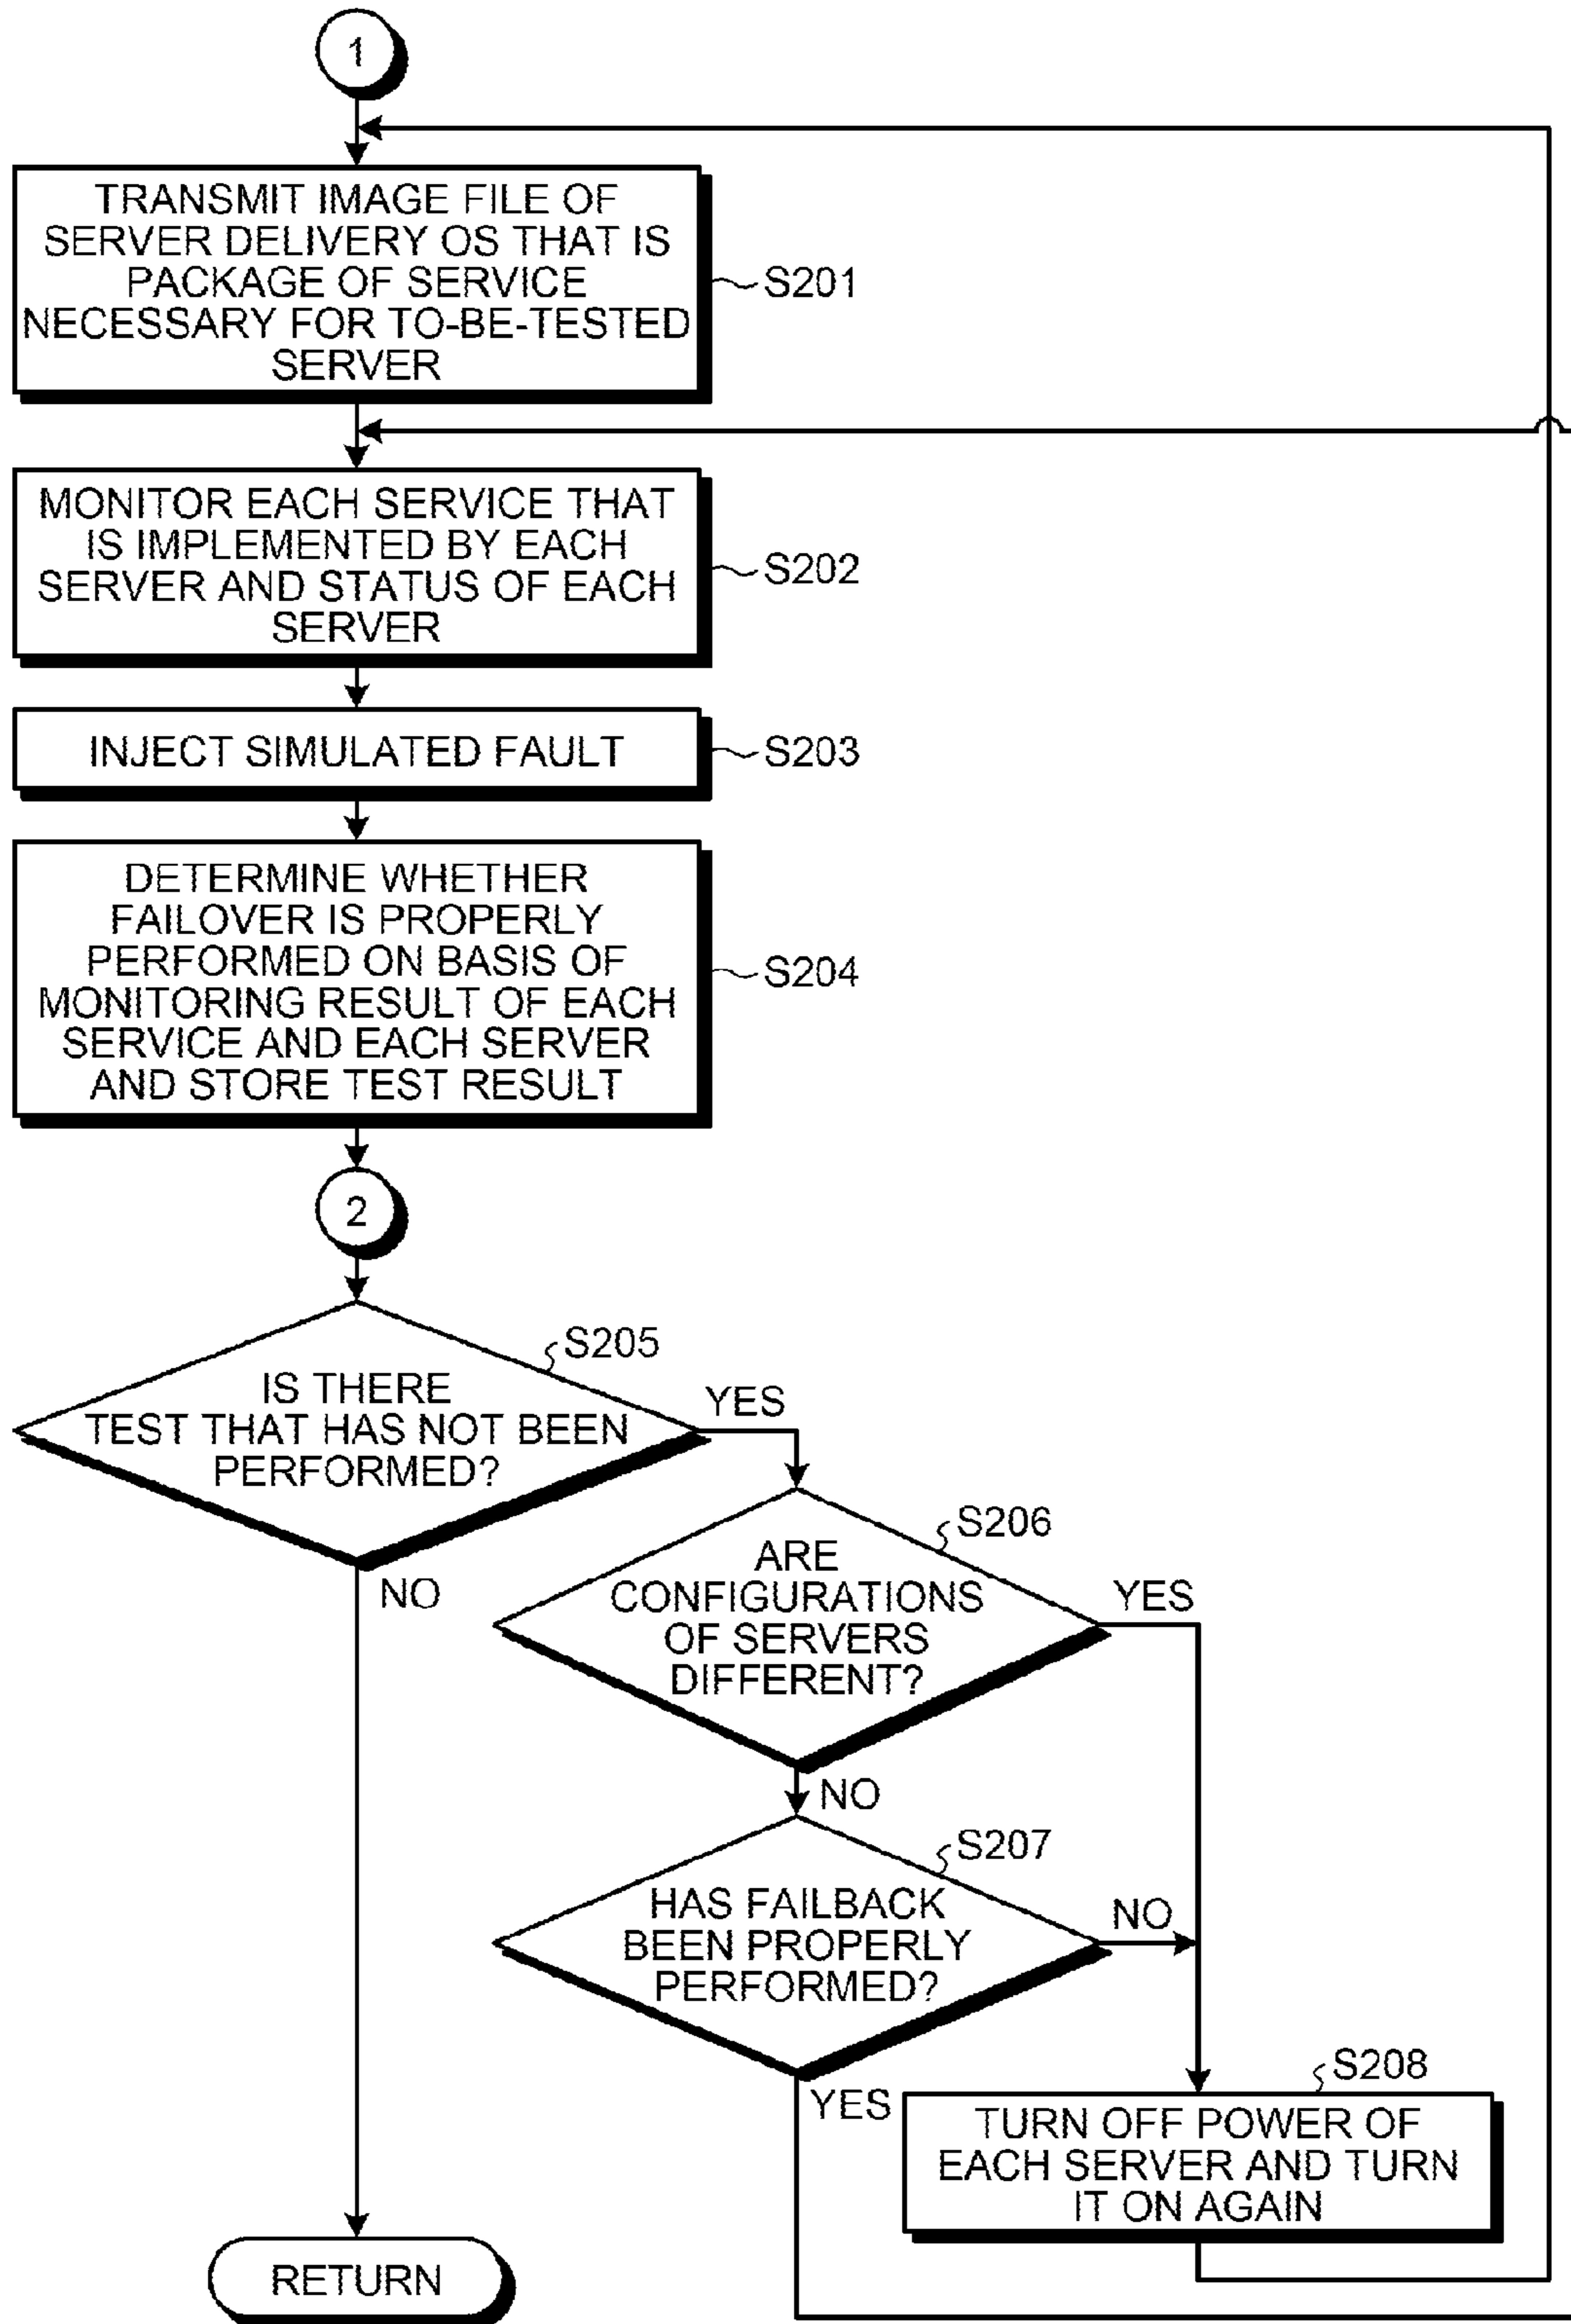 1
TRANSMIT IMAGE FILE OF
SERVER DELIVERY OS THAT IS
PACKAGE OF SERVICE
NECESSARY FOR TO-BE-TESTED
SERVER
S201
MONITOR EACH SERVICE THAT
IS IMPLEMENTED BY EACH
SERVER AND STATUS OF EACH
SERVER
S202
INJECT SIMULATED FAULT
S203
DETERMINE WHETHER
FAILOVER IS PROPERLY
PERFORMED ON BASIS OF
MONITORING RESULT OF EACH
SERVICE AND EACH SERVER
AND STORE TEST RESULT
S204
2
S205
IS THERE
TEST THAT HAS NOT BEEN
PERFORMED?
YES
NO
S206
ARE
CONFIGURATIONS
OF SERVERS
DIFFERENT?
YES
NO
S207
HAS FAILBACK
BEEN PROPERLY
PERFORMED?
NO
YES
S208
TURN OFF POWER OF
EACH SERVER AND TURN
IT ON AGAIN
RETURN